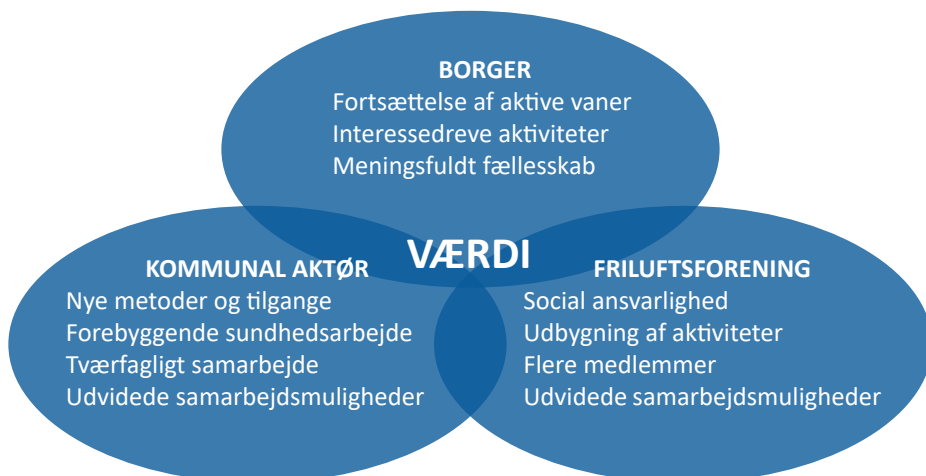 BORGER
Fortsættelse af aktive vaner
Interessedreve aktiviteter
Meningsfuldt fællesskab
VÆRDI
KOMMUNAL AKTØR
Nye metoder og tilgange
Forebyggende sundhedsarbejde
Tværfagligt samarbejde
Udvidede samarbejdsmuligheder
FRILUFTSFORENING
Social ansvarlighed
Udbygning af aktiviteter
Flere medlemmer
Udvidede samarbejdsmuligheder